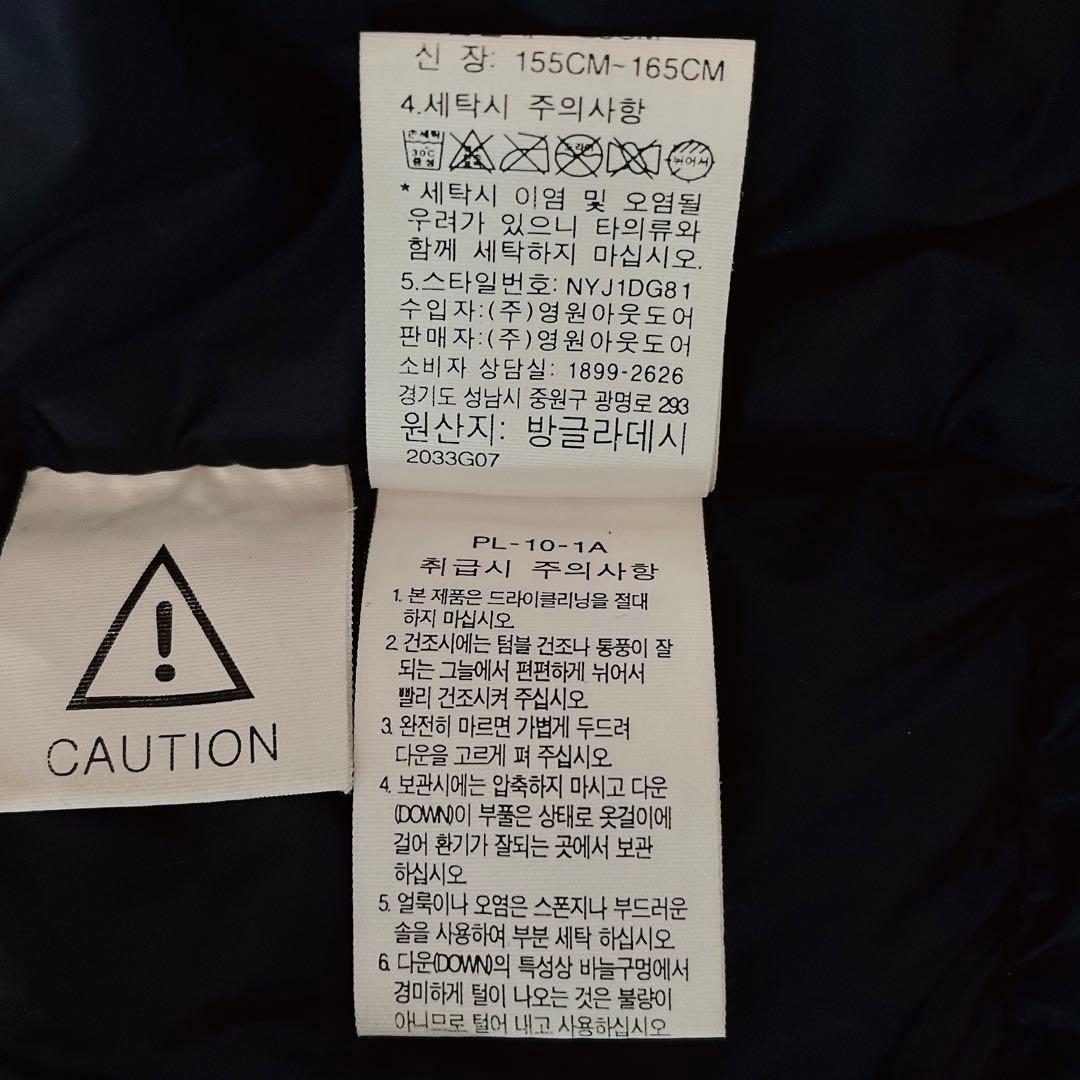 신 장: 155CM~165CM
4.세탁시 주의사항
손세탁
30C
중성
드라이
뉘어서
* 세탁시 이염 및 오염될
우려가 있으니 타의류와
함께 세탁하지 마십시오.
5.스타일번호: NYJ1DG81
수입자:(주)영원아웃도어
판매자:(주)영원아웃도어
소비자 상담실: 1899-2626
경기도 성남시 중원구 광명로 293
원산지: 방글라데시
2033G07
CAUTION
PL-10-1A
취급시 주의사항
1. 본 제품은 드라이클리닝을 절대
하지 마십시오
2. 건조시에는 텀블 건조나 통풍이 잘
되는 그늘에서 편편하게 뉘어서
빨리 건조시켜 주십시오
3. 완전히 마르면 가볍게 두드려
다운을 고르게 펴 주십시오
4. 보관시에는 압축하지 마시고 다운
(DOWN)이 부풀은 상태로 옷걸이에
걸어 환기가 잘되는 곳에서 보관
하십시오
5. 얼룩이나 오염은 스폰지나 부드러운
솔을 사용하여 부분 세탁 하십시오
6. 다운(DOWN)의 특성상 바늘구멍에서
경미하게 털이 나오는 것은 불량이
아니므로 털어 내고 사용하십시오